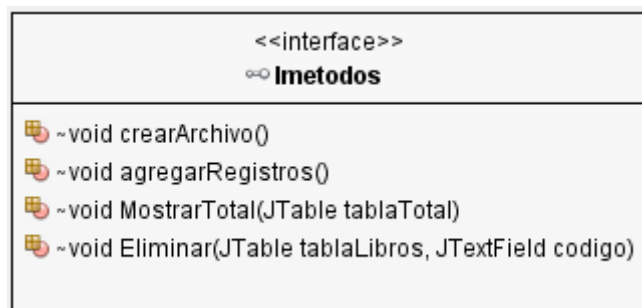 <<interface>>
Imetodos
~void crearArchivo()
~void agregarRegistros()
~void MostrarTotal(JTable tablaTotal)
~void Eliminar(JTable tablaLibros, JTextField codigo)